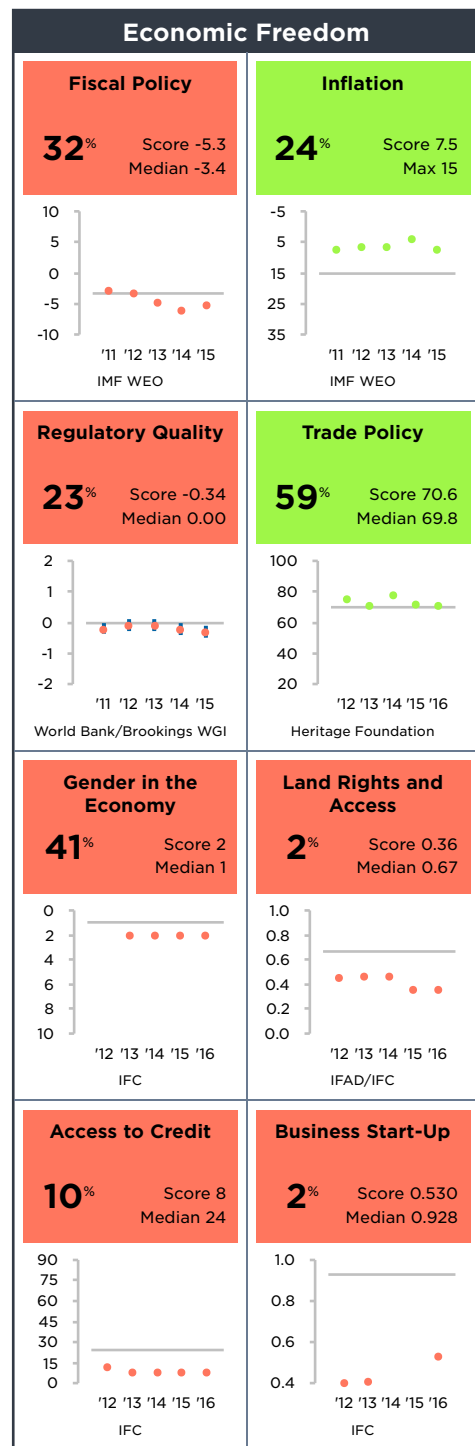 Economic Freedom
Fiscal Policy
32%
Score -5.3
Median -3.4
10
5
0
-5
-10
'11 '12 '13 '14 '15
IMF WEO
Inflation
24%
Score 7.5
Max 15
-5
5
15
25
35
'11 '12 '13 '14 '15
IMF WEO
Regulatory Quality
23%
Score -0.34
Median 0.00
2
1
0
-1
-2
'11 '12 '13 '14 '15
World Bank/Brookings WGI
Trade Policy
59%
Score 70.6
Median 69.8
100
80
60
40
20
'12 '13 '14 '15 '16
Heritage Foundation
Gender in the
Economy
41%
Score 2
Median 1
0
2
4
6
8
10
'12 '13 '14 '15 '16
IFC
Land Rights and
Access
2%
Score 0.36
Median 0.67
1.0
0.8
0.6
0.4
0.2
0.0
'12 '13 '14 '15 '16
IFAD/IFC
Access to Credit
10%
Score 8
Median 24
90
75
60
45
30
15
0
'12 '13 '14 '15 '16
IFC
Business Start-Up
2%
Score 0.530
Median 0.928
1.0
0.8
0.6
0.4
'12 '13 '14 '15 '16
IFC